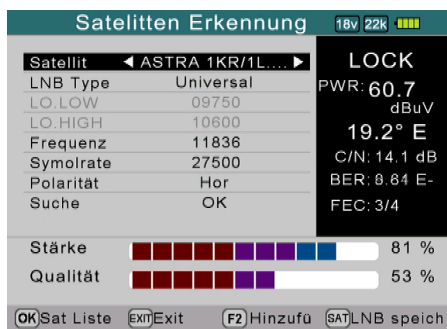 Satelitten Erkennung 18v 22k
Satellit ASTRA 1KR/1L....
LNB Type Universal
LO.LOW 09750
LO.HIGH 10600
Frequenz 11836
Symolrate 27500
Polarität Hor
Suche OK
LOCK
PWR: 60.7
dBuV
19.2° E
C/N: 14.1 dB
BER: 8.64 E-
FEC: 3/4
Stärke 81 %
Qualität 53 %
OK Sat Liste EXIT Exit F2 Hinzufü SAT LNB speich